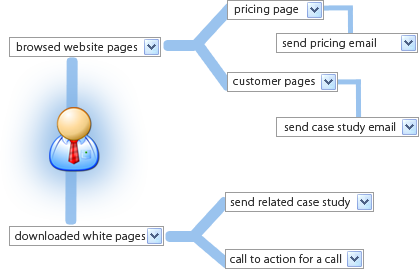 pricing page
browsed website pages
send pricing email
customer pages
send case study email
send related case study
downloaded white pages
call to action for a call